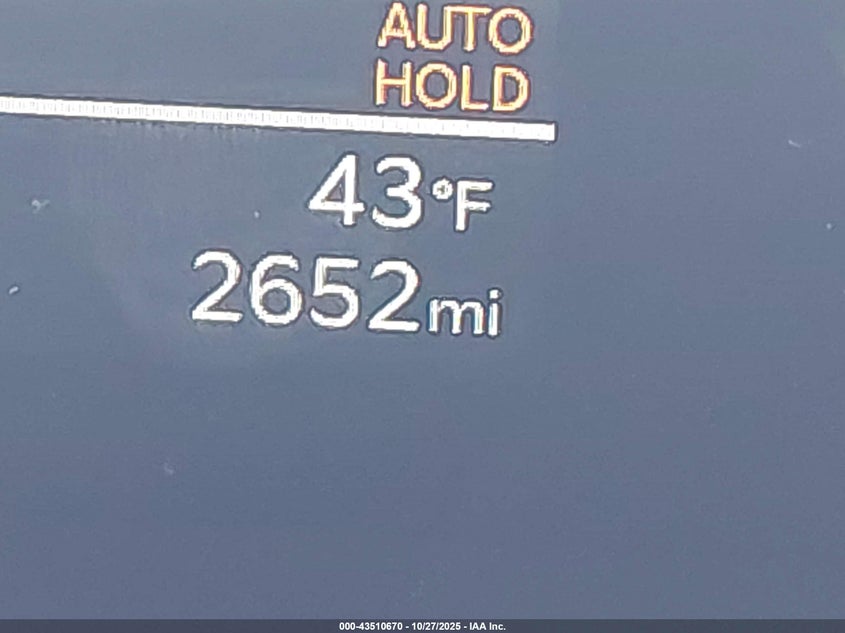 AUTO
HOLD
43°F
2652mi
000-43510670 - 10/27/2025 - IAA Inc.